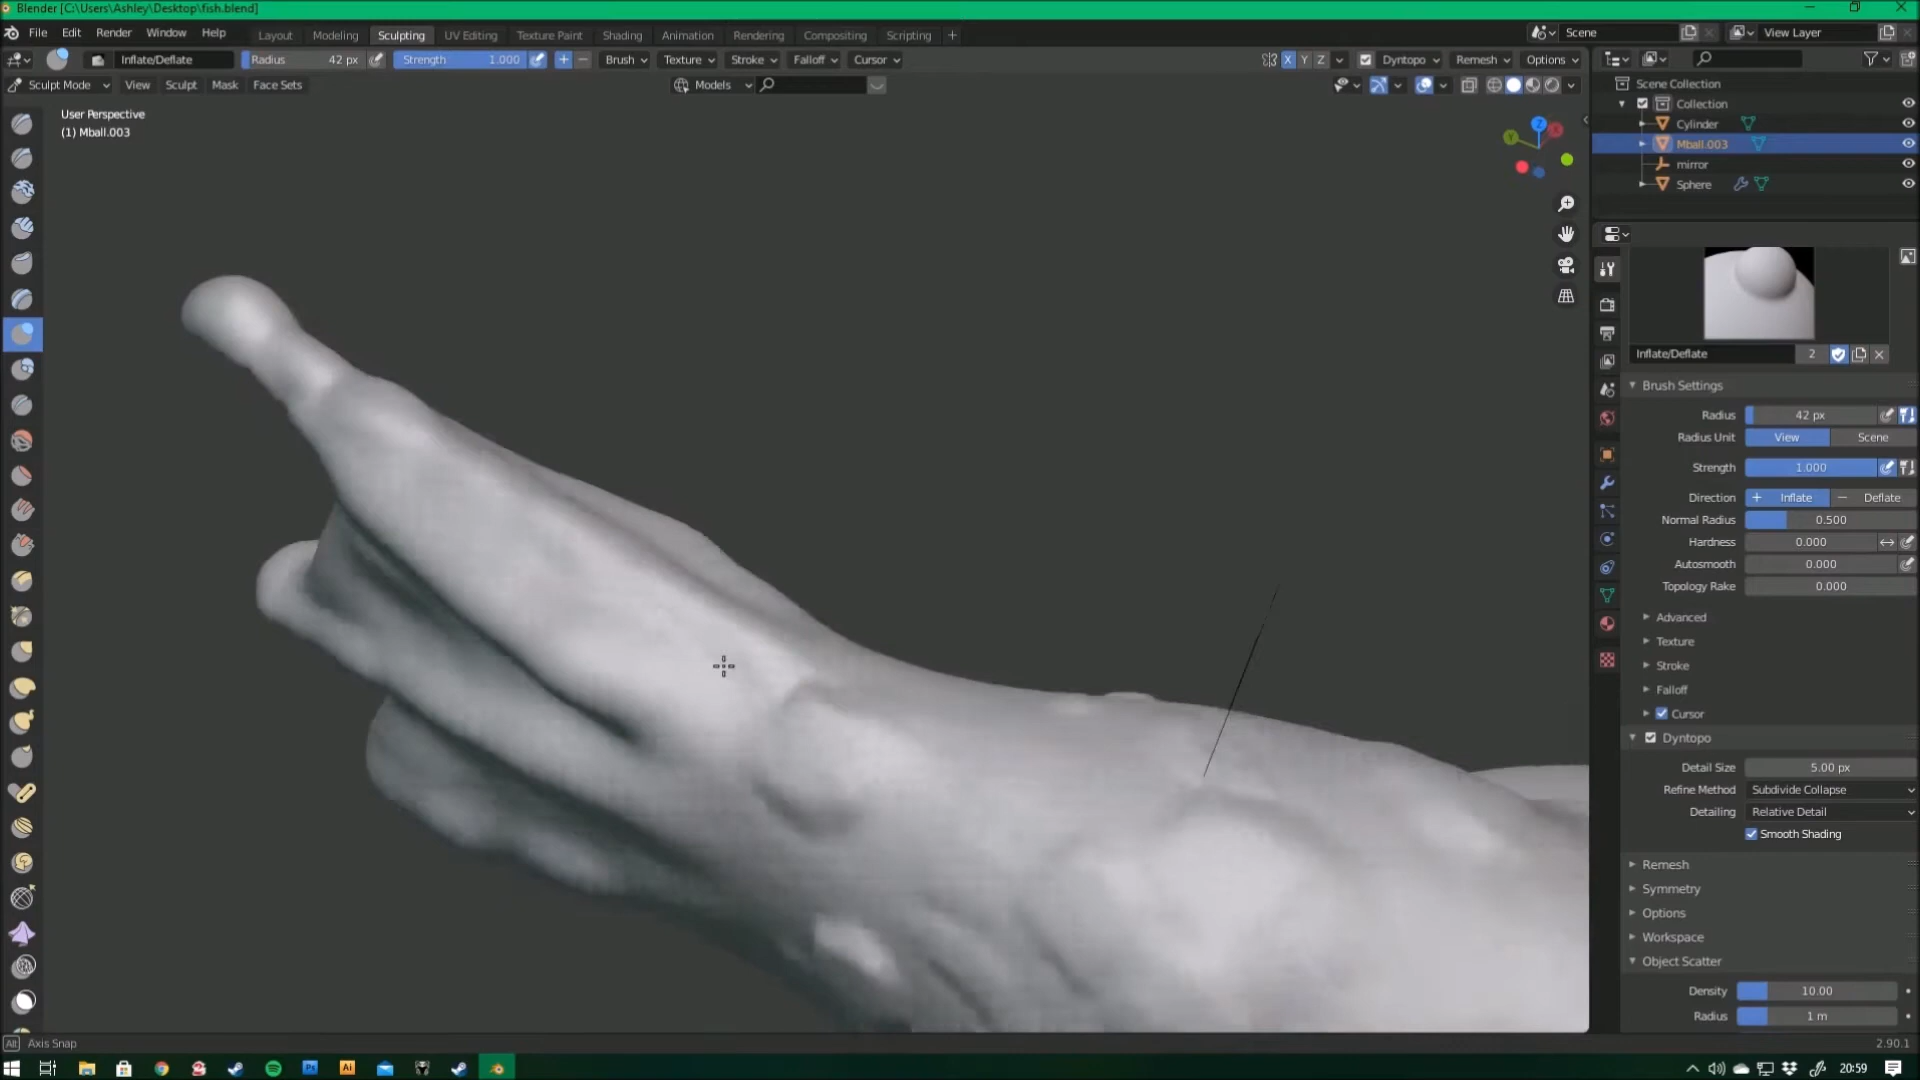 Blender [C:\Users\Ashley\Desktop\fish.blend]
File Edit Render Window Help Layout Modeling Sculpting UV Editing Texture Paint Shading Animation Rendering Compositing Scripting + Scene View Layer
Inflate/Deflate Radius 42 px Strength 1.000 Brush Texture Stroke Falloff Cursor X Y Z Dyntopo Remesh Options
Sculpt Mode View Sculpt Mask Face Sets Models
User Perspective
(1) Mball.003
Scene Collection
Collection
Cylinder
Mball.003
mirror
Sphere
Inflate/Deflate 2
Brush Settings
Radius 42 px
Radius Unit View Scene
Strength 1.000
Direction + Inflate − Deflate
Normal Radius 0.500
Hardness 0.000
Autosmooth 0.000
Topology Rake 0.000
Advanced
Texture
Stroke
Falloff
Cursor
Dyntopo
Detail Size 5.00 px
Refine Method Subdivide Collapse
Detailing Relative Detail
Smooth Shading
Remesh
Symmetry
Options
Workspace
Object Scatter
Density 10.00
Radius 1 m
Alt Axis Snap 2.90.1
Ps Ai 20:59